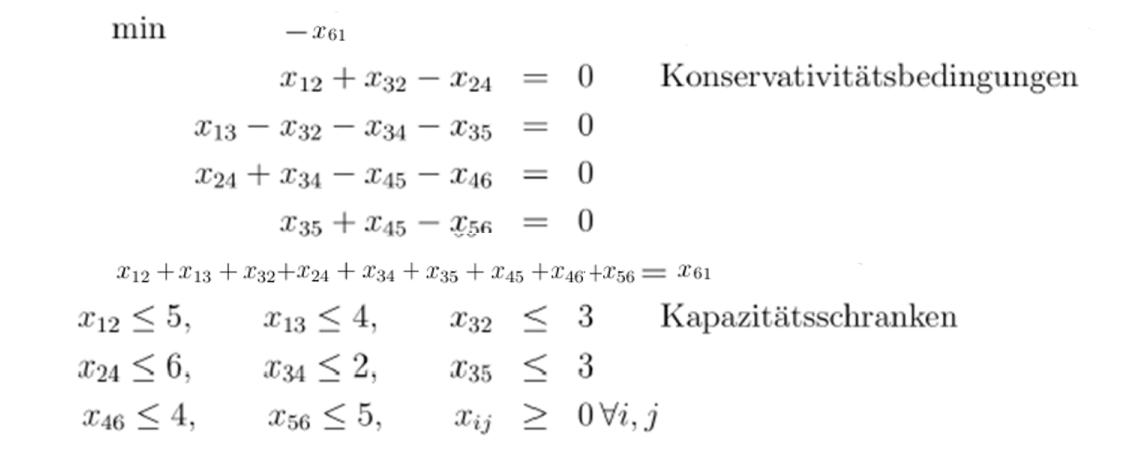 min −x₆₁
x₁₂ + x₃₂ − x₂₄ = 0 Konservativitätsbedingungen
x₁₃ − x₃₂ − x₃₄ − x₃₅ = 0
x₂₄ + x₃₄ − x₄₅ − x₄₆ = 0
x₃₅ + x₄₅ − x₅₆ = 0
x₁₂ + x₁₃ + x₃₂ + x₂₄ + x₃₄ + x₃₅ + x₄₅ + x₄₆ + x₅₆ = x₆₁
x₁₂ ≤ 5, x₁₃ ≤ 4, x₃₂ ≤ 3 Kapazitätsschranken
x₂₄ ≤ 6, x₃₄ ≤ 2, x₃₅ ≤ 3
x₄₆ ≤ 4, x₅₆ ≤ 5, xᵢⱼ ≥ 0 ∀i, j